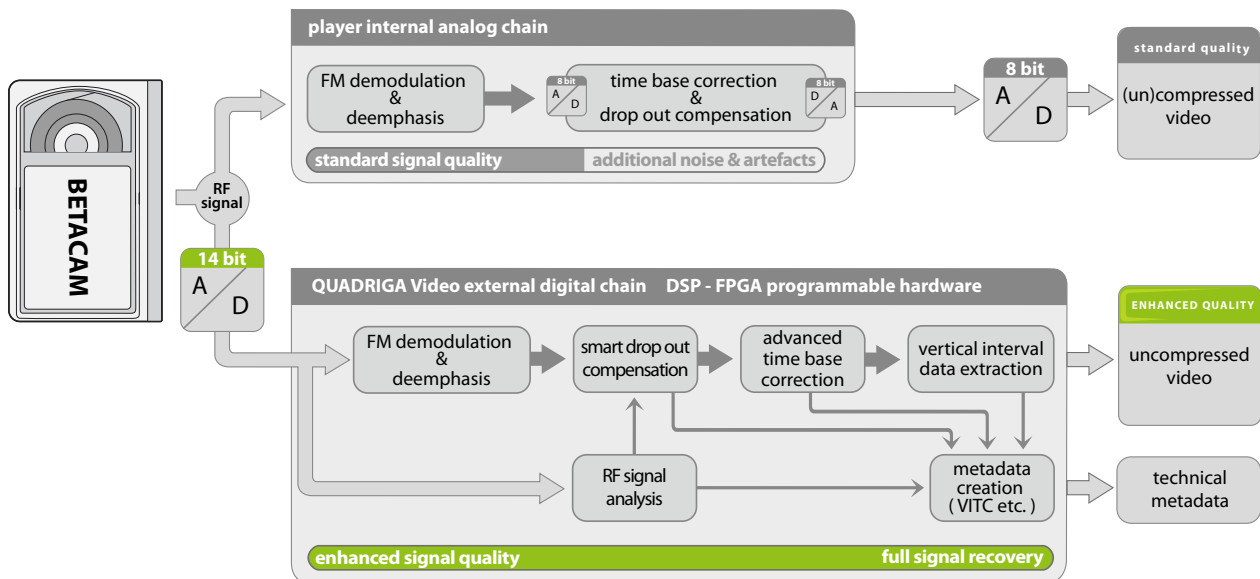 player internal analog chain
FM demodulation
&
deemphasis
8 bit
A
D
time base correction
&
drop out compensation
8 bit
D
A
standard signal quality
additional noise & artefacts
8 bit
A
D
standard quality
(un)compressed
video
BETACAM
RF
signal
14 bit
A
D
QUADRIGA Video external digital chain DSP - FPGA programmable hardware
FM demodulation
&
deemphasis
smart drop out
compensation
advanced
time base
correction
vertical interval
data extraction
ENHANCED QUALITY
uncompressed
video
RF signal
analysis
metadata
creation
( VITC etc. )
technical
metadata
enhanced signal quality
full signal recovery